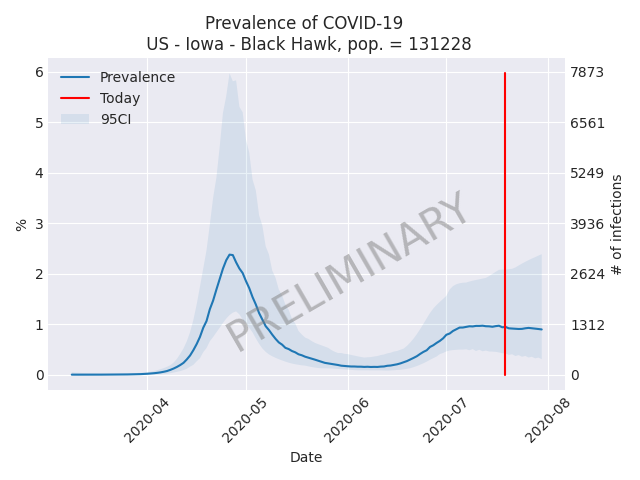 Prevalence of COVID-19
US - Iowa - Black Hawk, pop. = 131228
Prevalence
Today
95CI
6
5
4
3
2
1
0
%
7873
6561
5249
3936
2624
1312
0
# of infections
PRELIMINARY
2020-04
2020-05
2020-06
2020-07
2020-08
Date